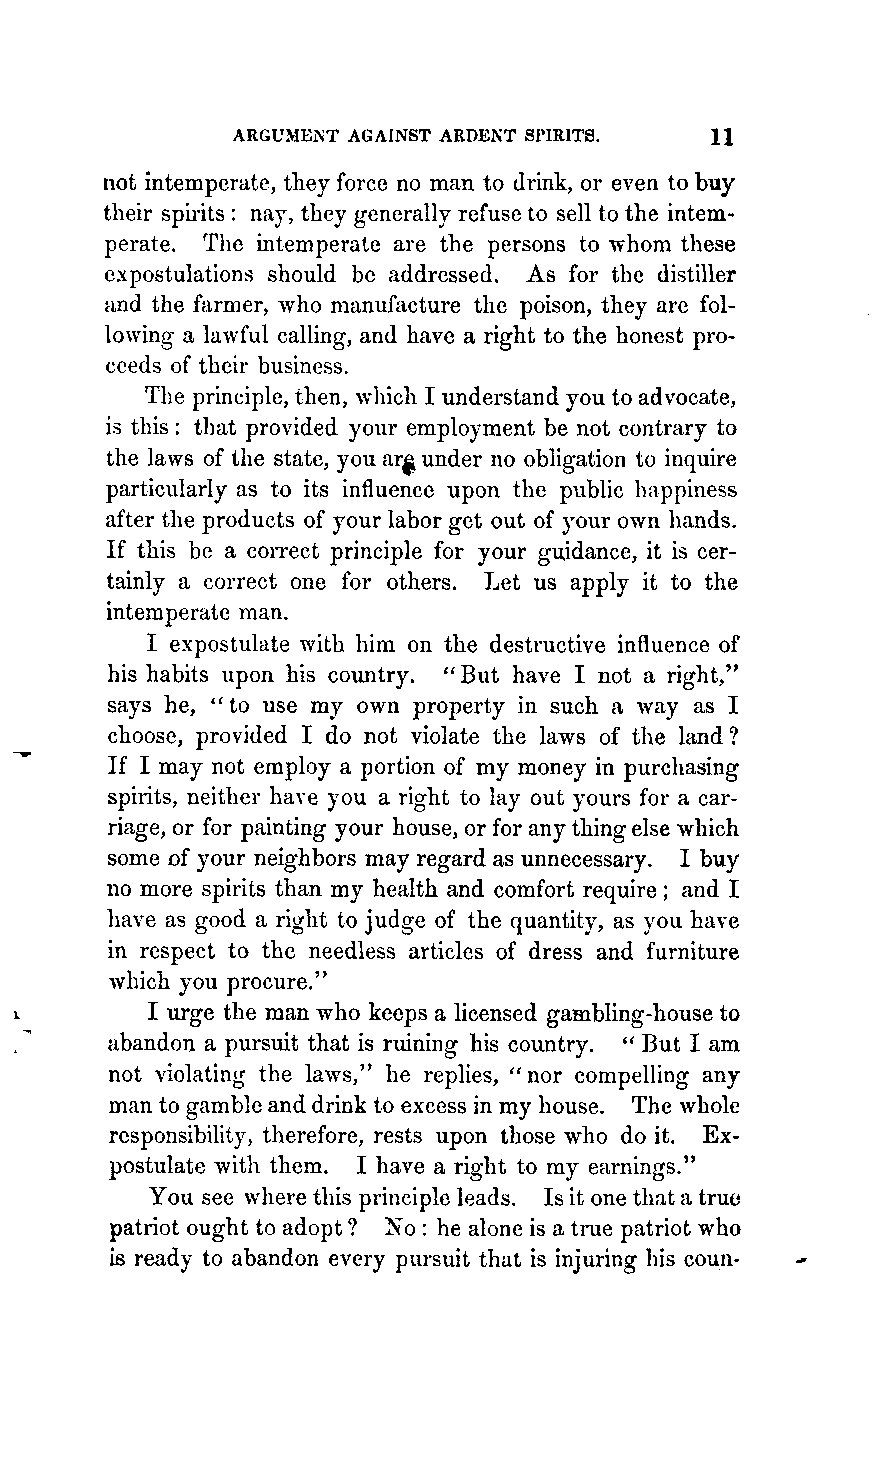 ARGUMENT AGAINST ARDENT SPIRITS. 11
not intemperate, they force no man to drink, or even to buy
their spirits : nay, they generally refuse to sell to the intem-
perate. The intemperate are the persons to whom these
expostulations should be addressed. As for the distiller
and the farmer, who manufacture the poison, they are fol-
lowing a lawful calling, and have a right to the honest pro-
ceeds of their business.
The principle, then, which I understand you to advocate,
is this : that provided your employment be not contrary to
the laws of the state, you are under no obligation to inquire
particularly as to its influence upon the public happiness
after the products of your labor get out of your own hands.
If this be a correct principle for your guidance, it is cer-
tainly a correct one for others. Let us apply it to the
intemperate man.
I expostulate with him on the destructive influence of
his habits upon his country. "But have I not a right,"
says he, "to use my own property in such a way as I
choose, provided I do not violate the laws of the land ?
If I may not employ a portion of my money in purchasing
spirits, neither have you a right to lay out yours for a car-
riage, or for painting your house, or for any thing else which
some of your neighbors may regard as unnecessary. I buy
no more spirits than my health and comfort require ; and I
have as good a right to judge of the quantity, as you have
in respect to the needless articles of dress and furniture
which you procure."
I urge the man who keeps a licensed gambling-house to
abandon a pursuit that is ruining his country. "But I am
not violating the laws," he replies, "nor compelling any
man to gamble and drink to excess in my house. The whole
responsibility, therefore, rests upon those who do it. Ex-
postulate with them. I have a right to my earnings."
You see where this principle leads. Is it one that a true
patriot ought to adopt ? No : he alone is a true patriot who
is ready to abandon every pursuit that is injuring his coun-